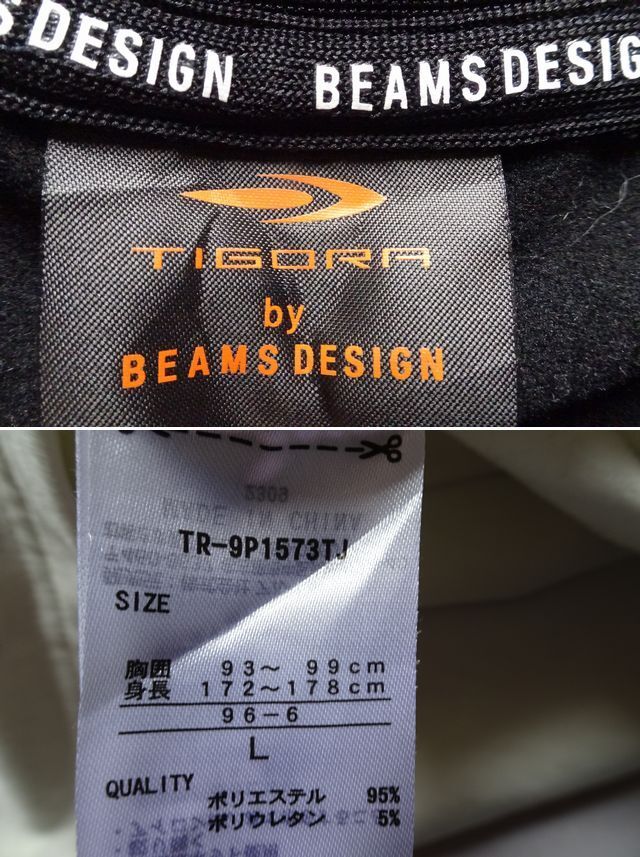 S DESIGN BEAMS DESIG
TIGORA
by
BEAMS DESIGN
2309
MADE IN CHINA
TR-9P1573TJ
SIZE
胸囲 93～ 99cm
身長 172～178cm
96-6
L
QUALITY
ポリエステル 95%
ポリウレタン 5%